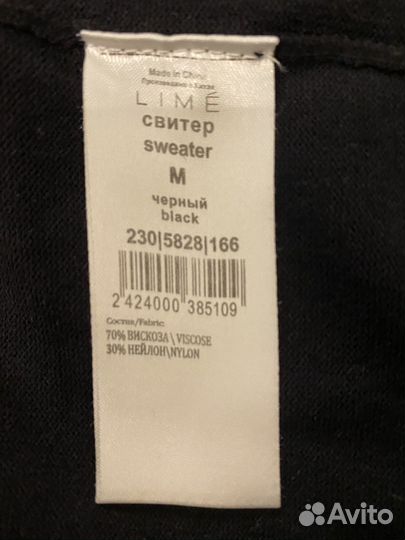 Made in China
Произведено в Китае
LIMÉ
свитер
sweater
M
черный
black
230|5828|166
2 424000 385109
Состав/Fabric:
70% ВИСКОЗА \ VISCOSE
30% НЕЙЛОН\NYLON
Avito